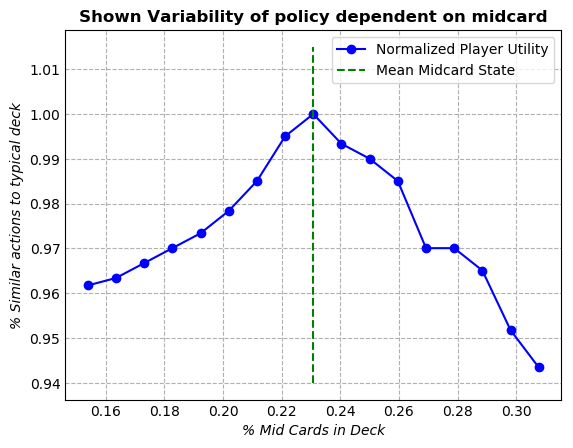 Shown Variability of policy dependent on midcard
Normalized Player Utility
Mean Midcard State
% Similar actions to typical deck
1.01
1.00
0.99
0.98
0.97
0.96
0.95
0.94
0.16 0.18 0.20 0.22 0.24 0.26 0.28 0.30
% Mid Cards in Deck